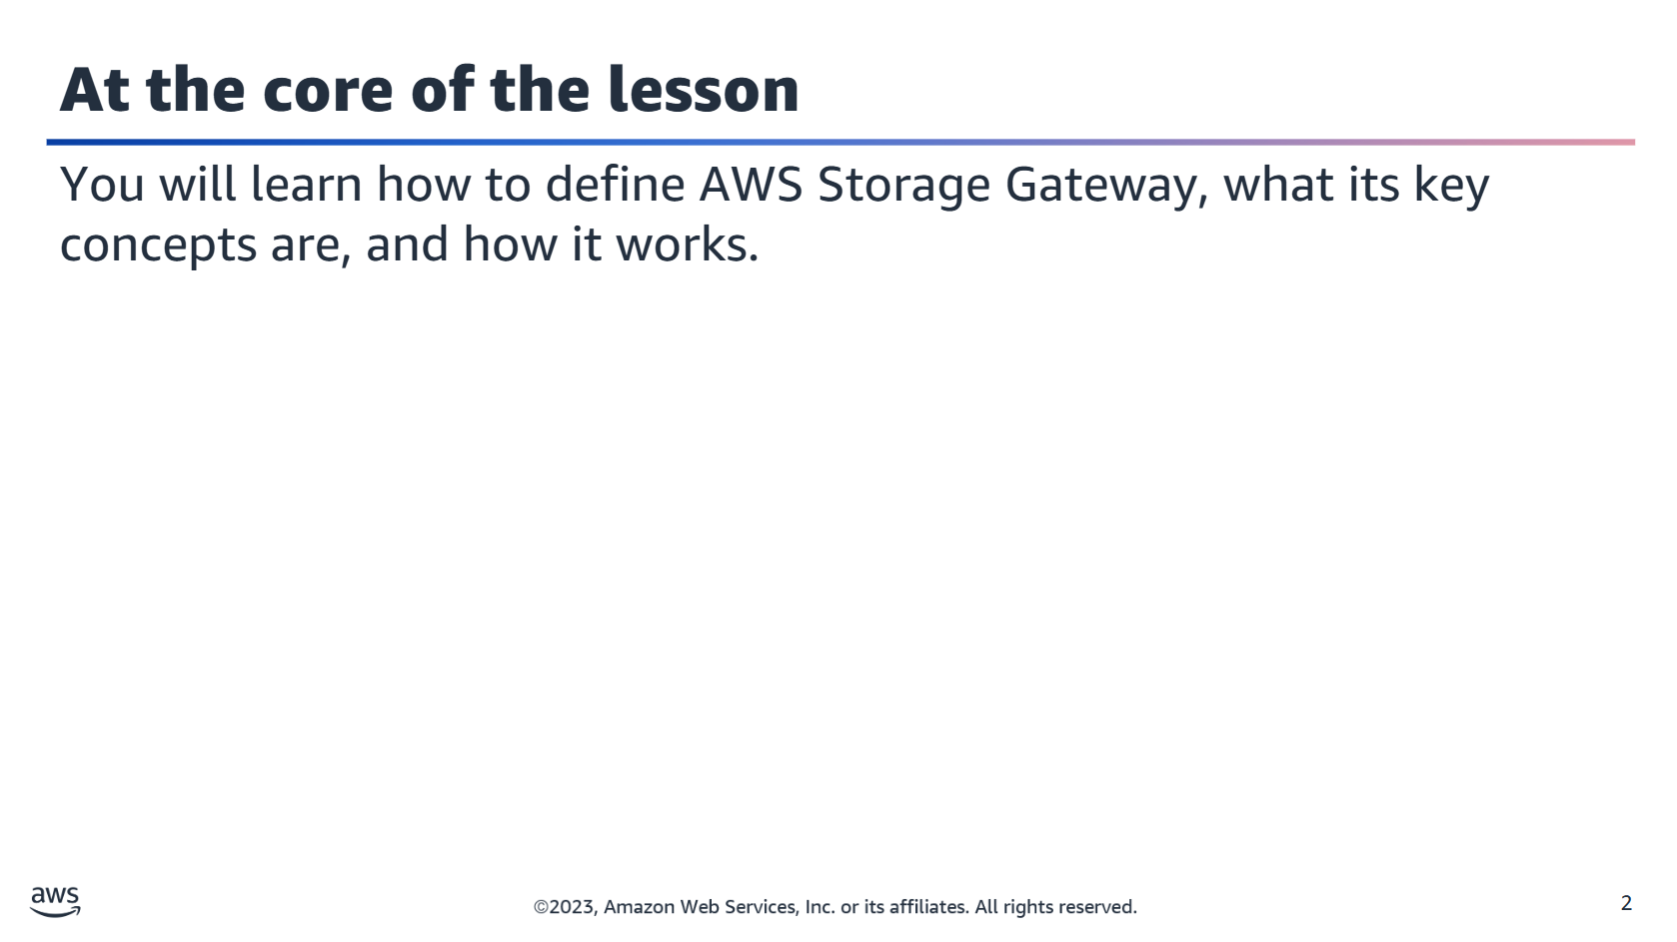 At the core of the lesson
You will learn how to define AWS Storage Gateway, what its key
concepts are, and how it works.
aws
©2023, Amazon Web Services, Inc. or its affiliates. All rights reserved.
2